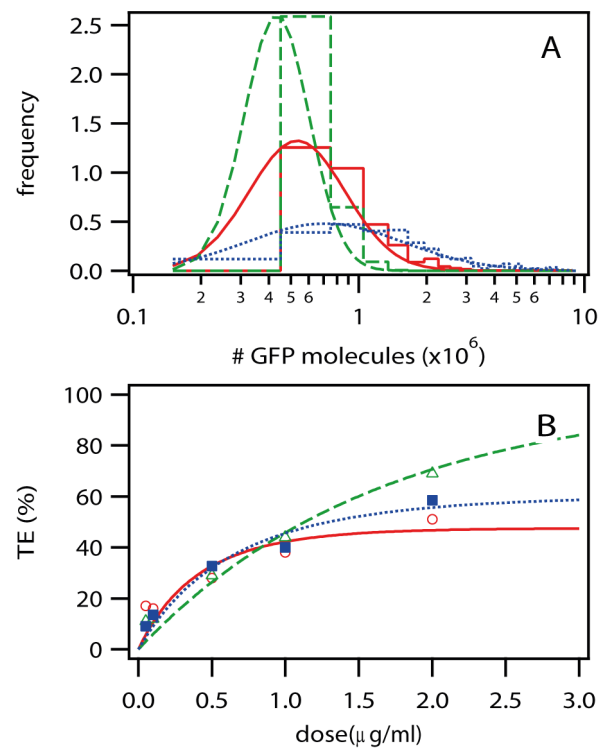 A
frequency
2.5
2.0
1.5
1.0
0.5
0.0
2 3 4 5 6 2 3 4 5 6
0.1 1 10
# GFP molecules (x10⁶)
B
TE (%)
100
80
60
40
20
0
0.0 0.5 1.0 1.5 2.0 2.5 3.0
dose(μ g/ml)